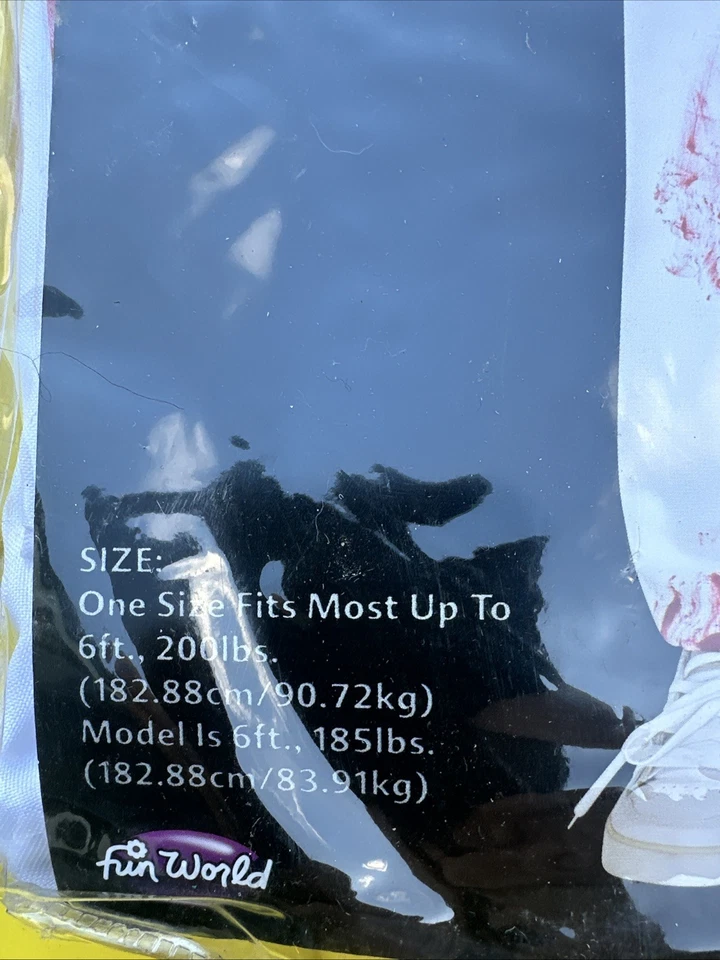 SIZE:
One Size Fits Most Up To
6ft., 200lbs.
(182.88cm/90.72kg)
Model Is 6ft., 185lbs.
(182.88cm/83.91kg)
fun World